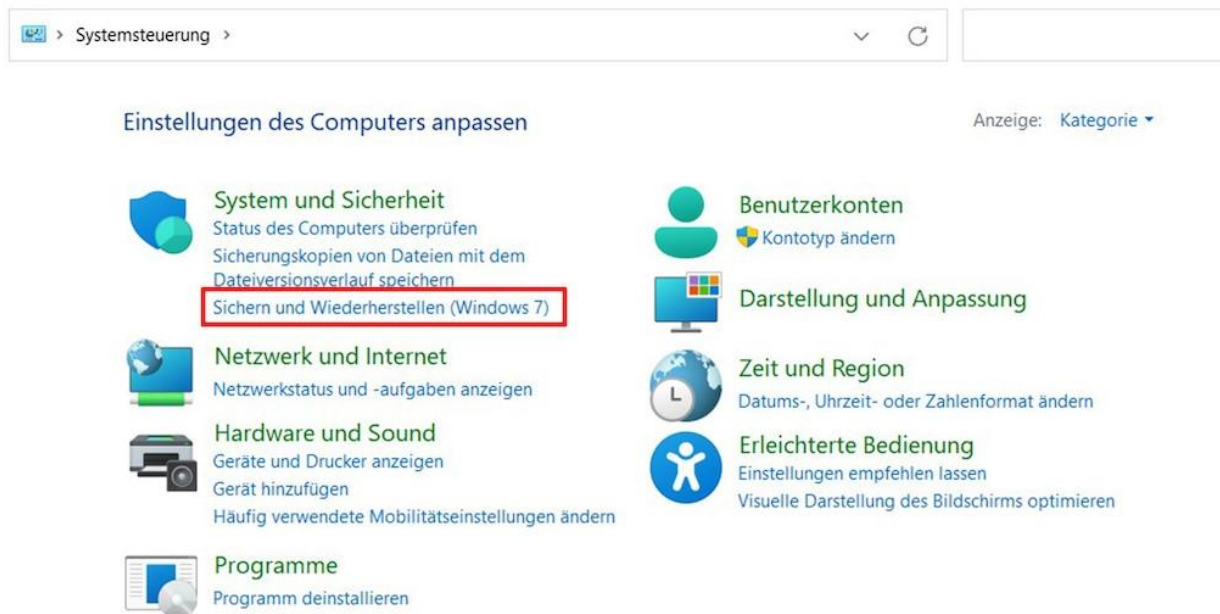 Systemsteuerung
Einstellungen des Computers anpassen
Anzeige: Kategorie
System und Sicherheit
Status des Computers überprüfen
Sicherungskopien von Dateien mit dem
Dateiversionsverlauf speichern
Sichern und Wiederherstellen (Windows 7)
Netzwerk und Internet
Netzwerkstatus und -aufgaben anzeigen
Hardware und Sound
Geräte und Drucker anzeigen
Gerät hinzufügen
Häufig verwendete Mobilitätseinstellungen ändern
Programme
Programm deinstallieren
Benutzerkonten
Kontotyp ändern
Darstellung und Anpassung
Zeit und Region
Datums-, Uhrzeit- oder Zahlenformat ändern
Erleichterte Bedienung
Einstellungen empfehlen lassen
Visuelle Darstellung des Bildschirms optimieren